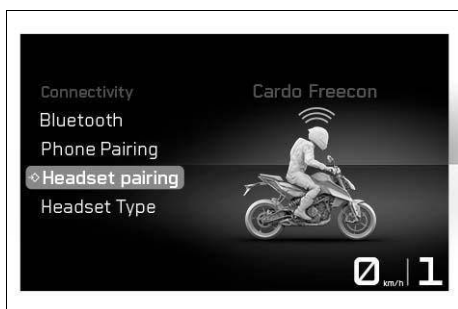 Connectivity
Cardo Freecon
Bluetooth
Phone Pairing
Headset pairing
Headset Type
0 km/h 1